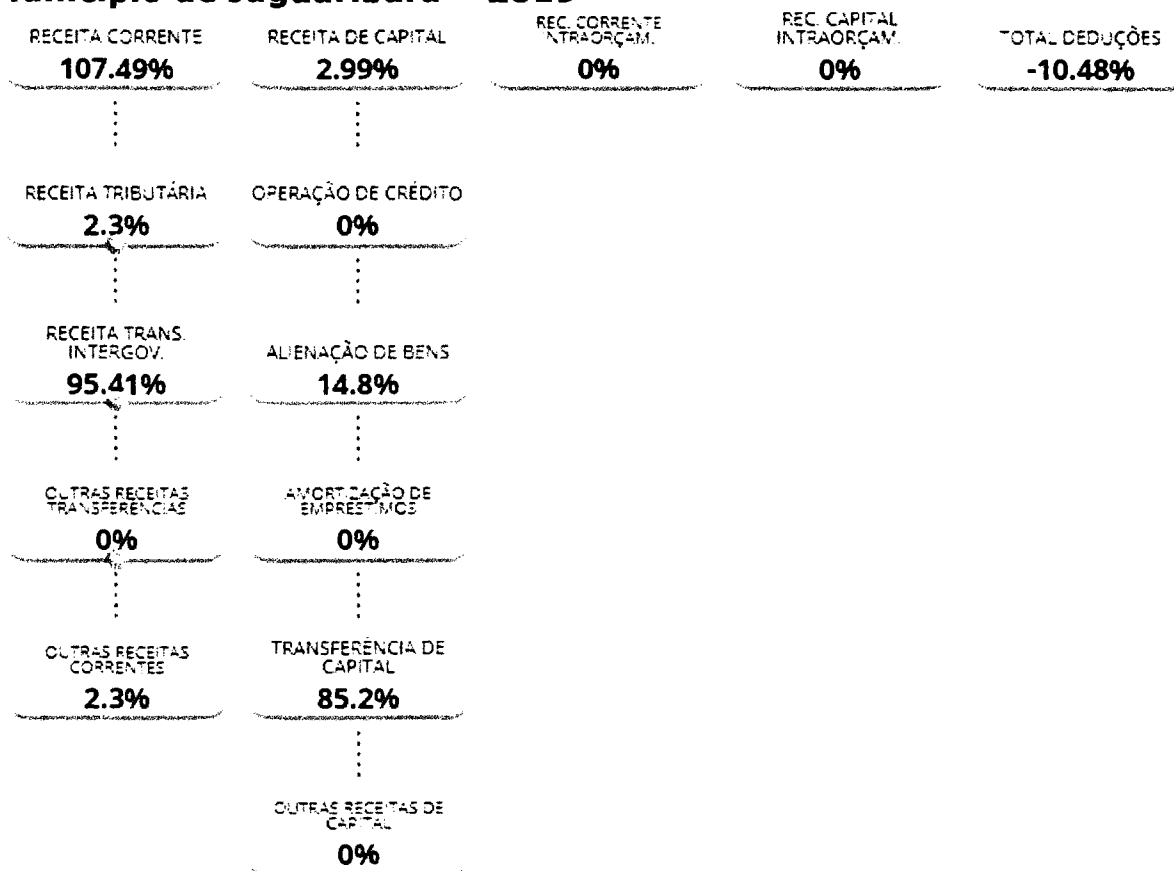 RECEITA CORRENTE
107.49%
RECEITA DE CAPITAL
2.99%
REC. CORRENTE
INTRAORÇAM.
0%
REC. CAPITAL
INTRAORÇAM.
0%
TOTAL DEDUÇÕES
-10.48%
RECEITA TRIBUTÁRIA
2.3%
OPERAÇÃO DE CRÉDITO
0%
RECEITA TRANS.
INTERGOV.
95.41%
ALIENAÇÃO DE BENS
14.8%
OUTRAS RECEITAS
TRANSFERENCIAS
0%
AMORTIZAÇÃO DE
EMPRESTIMOS
0%
OUTRAS RECEITAS
CORRENTES
2.3%
TRANSFERÊNCIA DE
CAPITAL
85.2%
OUTRAS RECEITAS DE
CAPITAL
0%